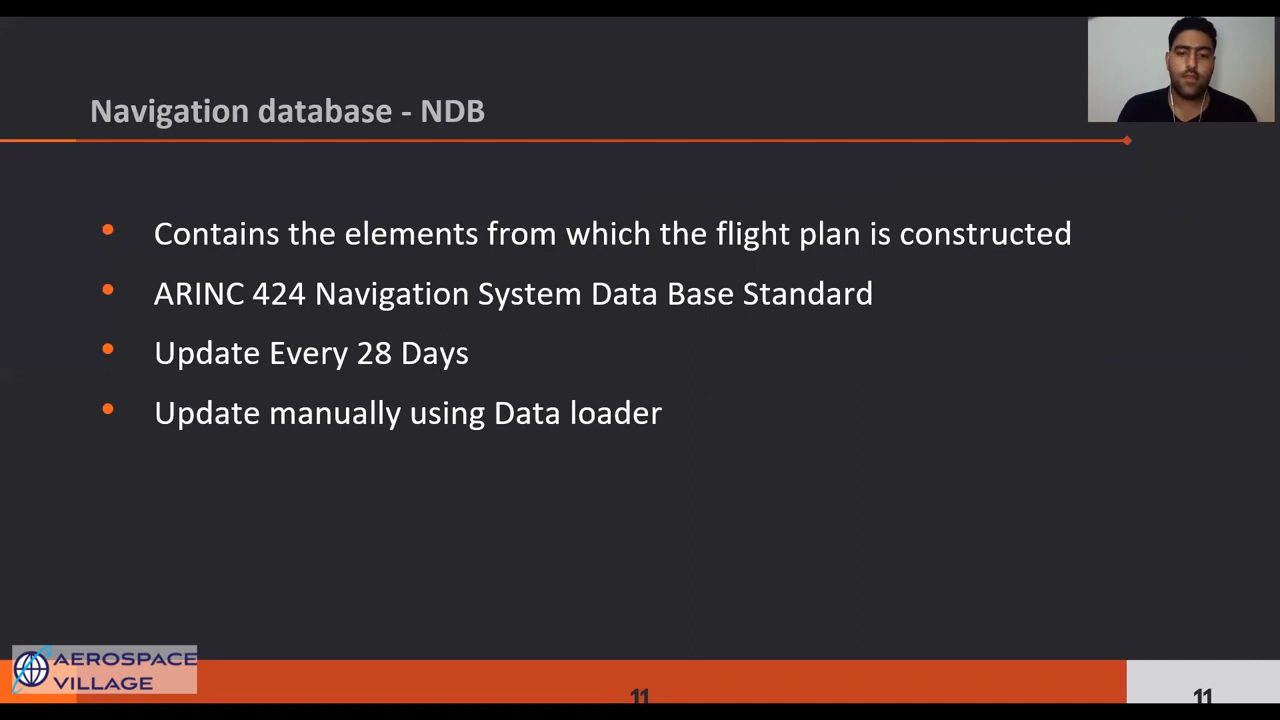 Navigation database - NDB
Contains the elements from which the flight plan is constructed
ARINC 424 Navigation System Data Base Standard
Update Every 28 Days
Update manually using Data loader
AEROSPACE
VILLAGE
11
11